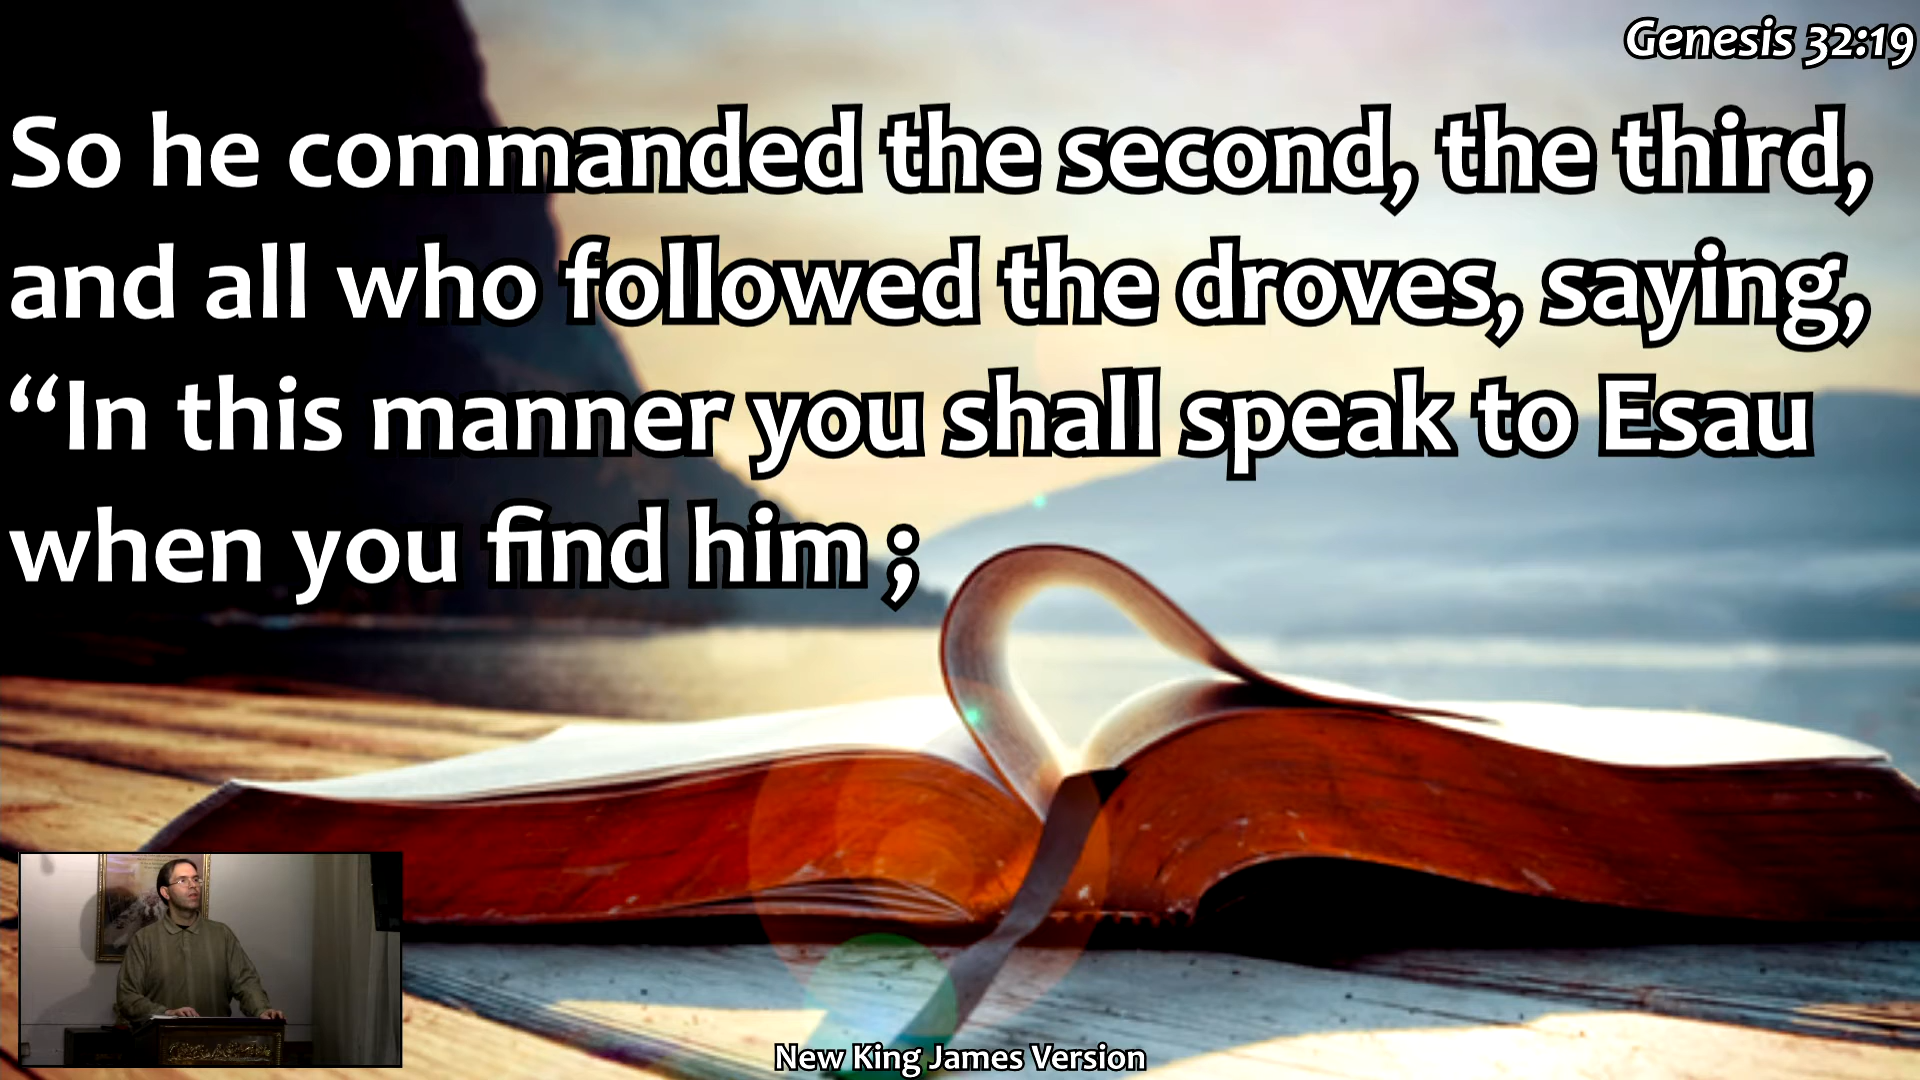 Genesis 32:19
So he commanded the second, the third,
and all who followed the droves, saying,
“In this manner you shall speak to Esau
when you find him ;
New King James Version